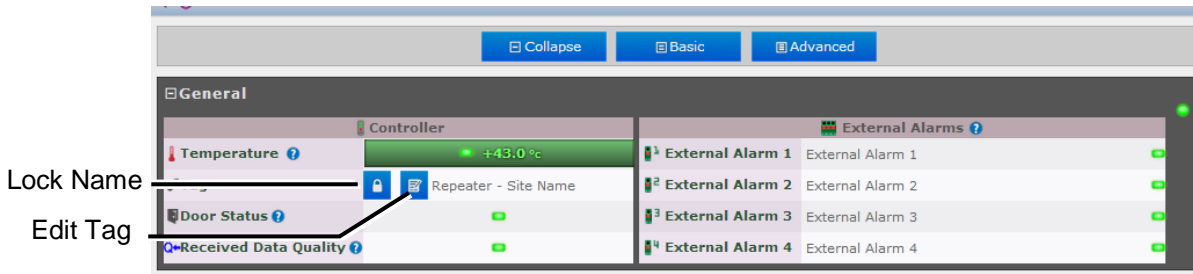 Collapse Basic Advanced
General
Controller External Alarms
Temperature +43.0 °c External Alarm 1 External Alarm 1
Lock Name Repeater - Site Name External Alarm 2 External Alarm 2
Edit Tag Door Status External Alarm 3 External Alarm 3
Received Data Quality External Alarm 4 External Alarm 4